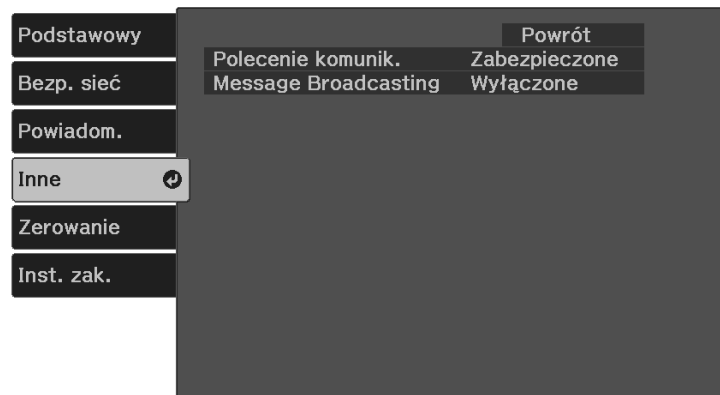 Podstawowy
Bezp. sieć
Powiadom.
Inne
Zerowanie
Inst. zak.
Powrót
Polecenie komunik. Zabezpieczone
Message Broadcasting Wyłączone